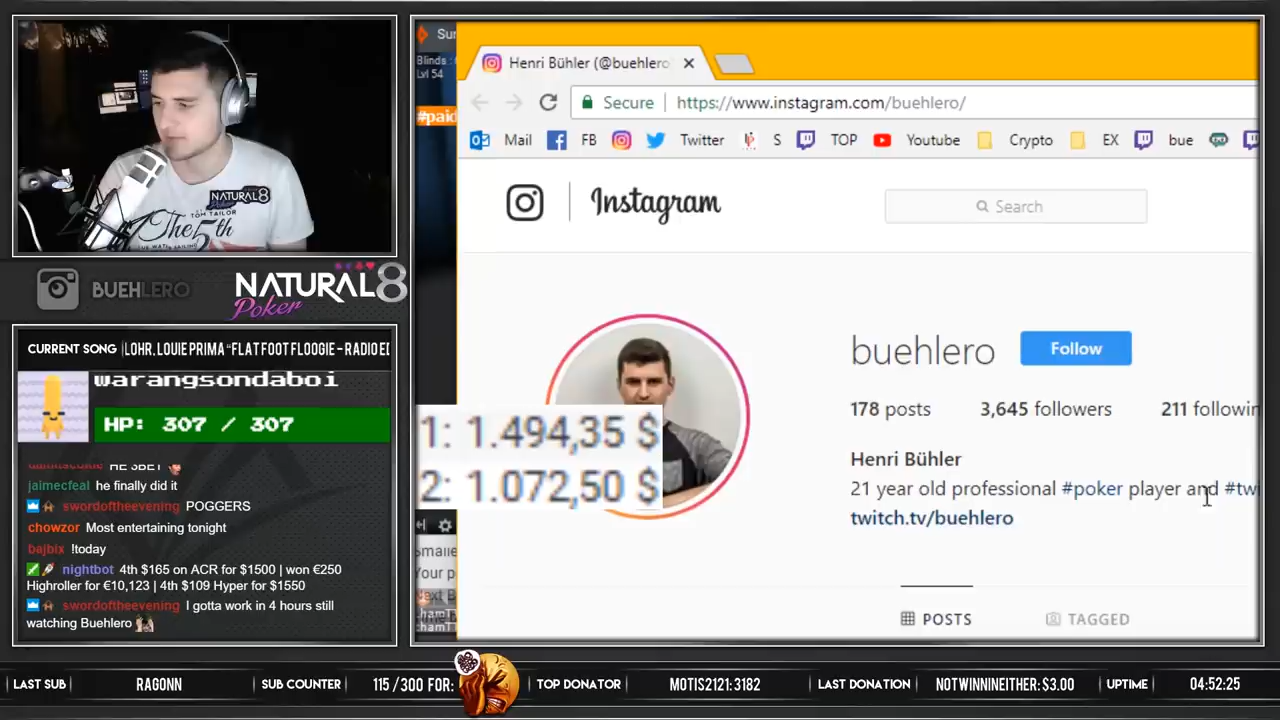 NATURAL8
TOM TAILOR
The 5th
BUEHLERO
NATURAL8
Poker
CURRENT SONG
LOHR, LOUIE PRIMA "FLAT FOOT FLOOGIE - RADIO ED
warangsondaboi
HP: 307 / 307
HE 3BET
jaimecfeal he finally did it
swordoftheevening POGGERS
chowzor Most entertaining tonight
bajbix !today
nightbot 4th $165 on ACR for $1500 | won €250
Highroller for €10,123 | 4th $109 Hyper for $1550
swordoftheevening I gotta work in 4 hours still
watching Buehlero
Blinds :
Lvl 54
#paid
Henri Bühler (@buehlero
Secure https://www.instagram.com/buehlero/
Mail FB Twitter S TOP Youtube Crypto EX bue
Instagram
Search
buehlero Follow
178 posts 3,645 followers 211 followin
1: 1.494,35 $
2: 1.072,50 $
Henri Bühler
21 year old professional #poker player and #tw
twitch.tv/buehlero
POSTS TAGGED
LAST SUB RAGONN SUB COUNTER 115 / 300 FOR: TOP DONATOR MOTIS2121: 3182 LAST DONATION NOTWINNINEITHER: $3.00 UPTIME 04:52:25